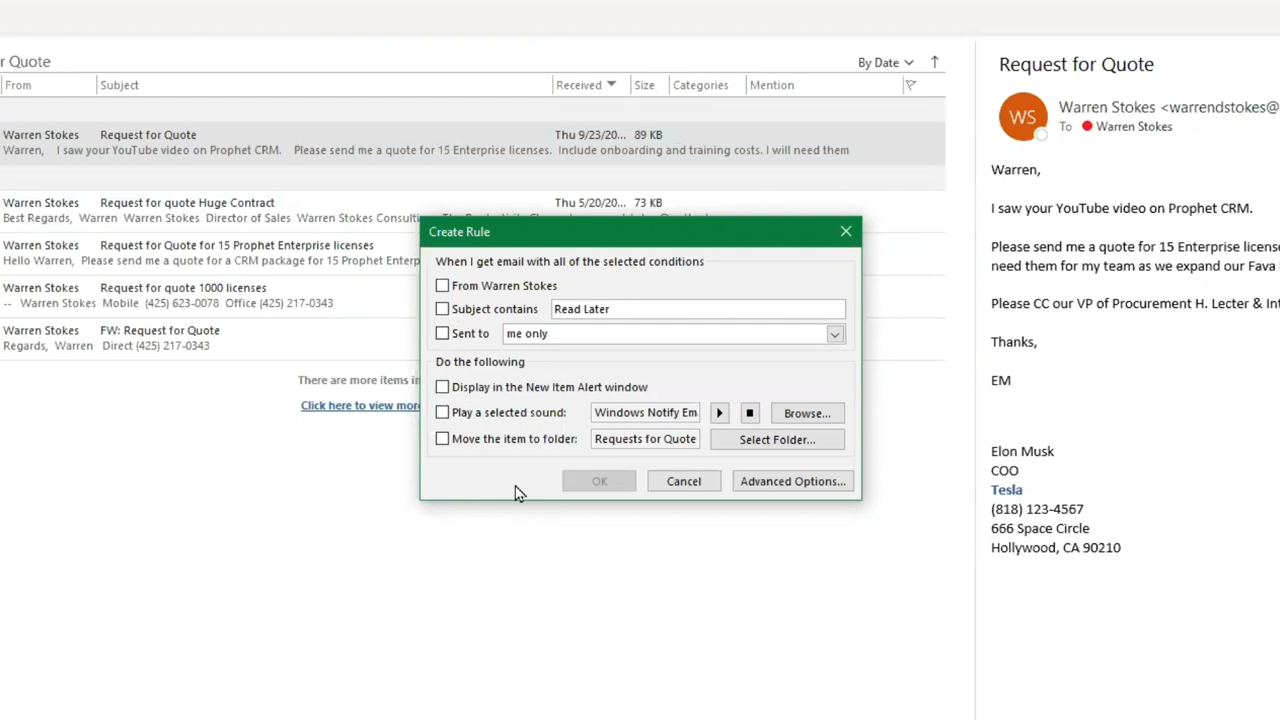 r Quote
By Date
From Subject Received Size Categories Mention
Warren Stokes Request for Quote Thu 9/23/20... 89 KB
Warren, I saw your YouTube video on Prophet CRM. Please send me a quote for 15 Enterprise licenses. Include onboarding and training costs. I will need them
Warren Stokes Request for quote Huge Contract Thu 5/20/20... 73 KB
Best Regards, Warren Warren Stokes Director of Sales Warren Stokes Consulti
Warren Stokes Request for Quote for 15 Prophet Enterprise licenses
Hello Warren, Please send me a quote for a CRM package for 15 Prophet Enterp
Warren Stokes Request for quote 1000 licenses
-- Warren Stokes Mobile (425) 623-0078 Office (425) 217-0343
Warren Stokes FW: Request for Quote
Regards, Warren Direct (425) 217-0343
There are more items in
Click here to view mor
Create Rule
When I get email with all of the selected conditions
From Warren Stokes
Subject contains Read Later
Sent to me only
Do the following
Display in the New Item Alert window
Play a selected sound: Windows Notify Em Browse...
Move the item to folder: Requests for Quote Select Folder...
OK Cancel Advanced Options...
Request for Quote
WS
Warren Stokes <warrendstokes@
To Warren Stokes
Warren,
I saw your YouTube video on Prophet CRM.
Please send me a quote for 15 Enterprise license
need them for my team as we expand our Fava
Please CC our VP of Procurement H. Lecter & Int
Thanks,
EM
Elon Musk
COO
Tesla
(818) 123-4567
666 Space Circle
Hollywood, CA 90210